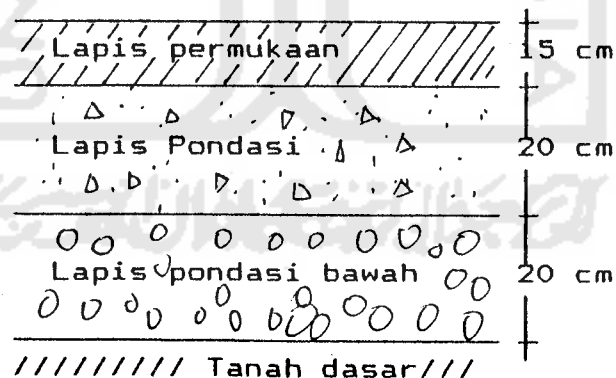 Lapis permukaan 15 cm
Lapis Pondasi 20 cm
Lapis pondasi bawah 20 cm
Tanah dasar